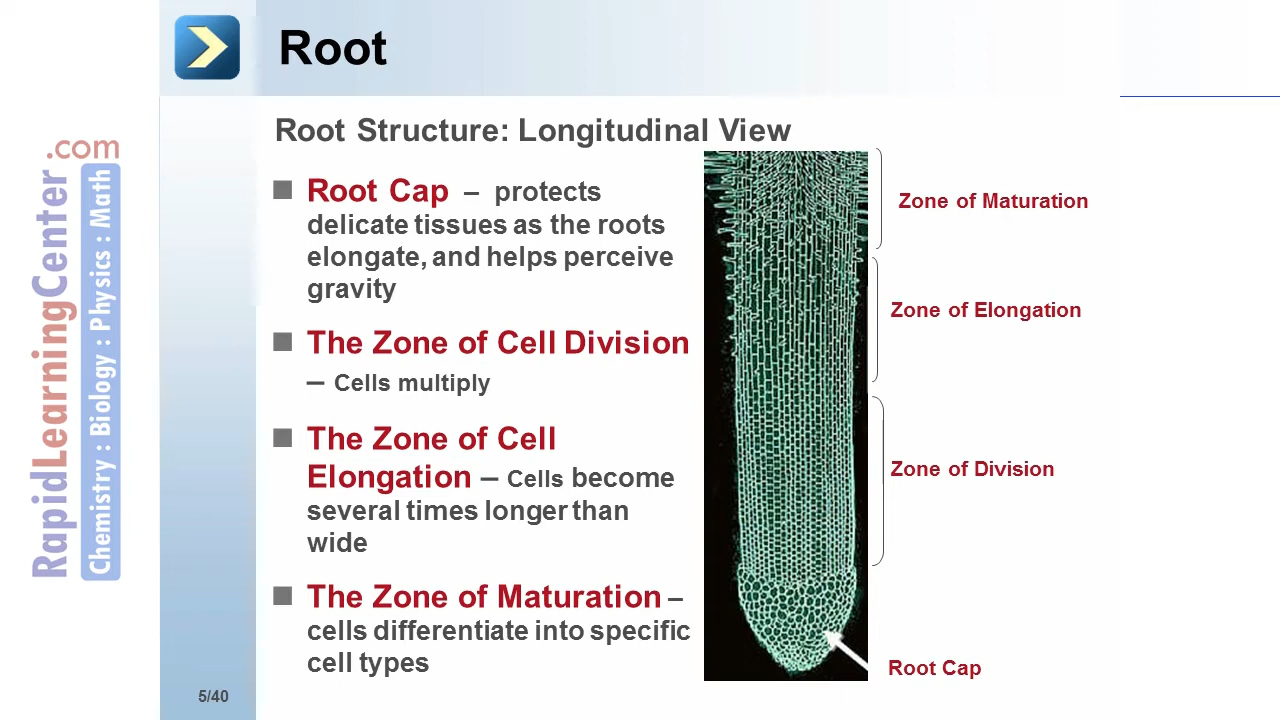 Root
Root Structure: Longitudinal View
Root Cap – protects
delicate tissues as the roots
elongate, and helps perceive
gravity
The Zone of Cell Division
– Cells multiply
The Zone of Cell
Elongation – Cells become
several times longer than
wide
The Zone of Maturation –
cells differentiate into specific
cell types
Zone of Maturation
Zone of Elongation
Zone of Division
Root Cap
5/40
RapidLearningCenter.com
Chemistry : Biology : Physics : Math